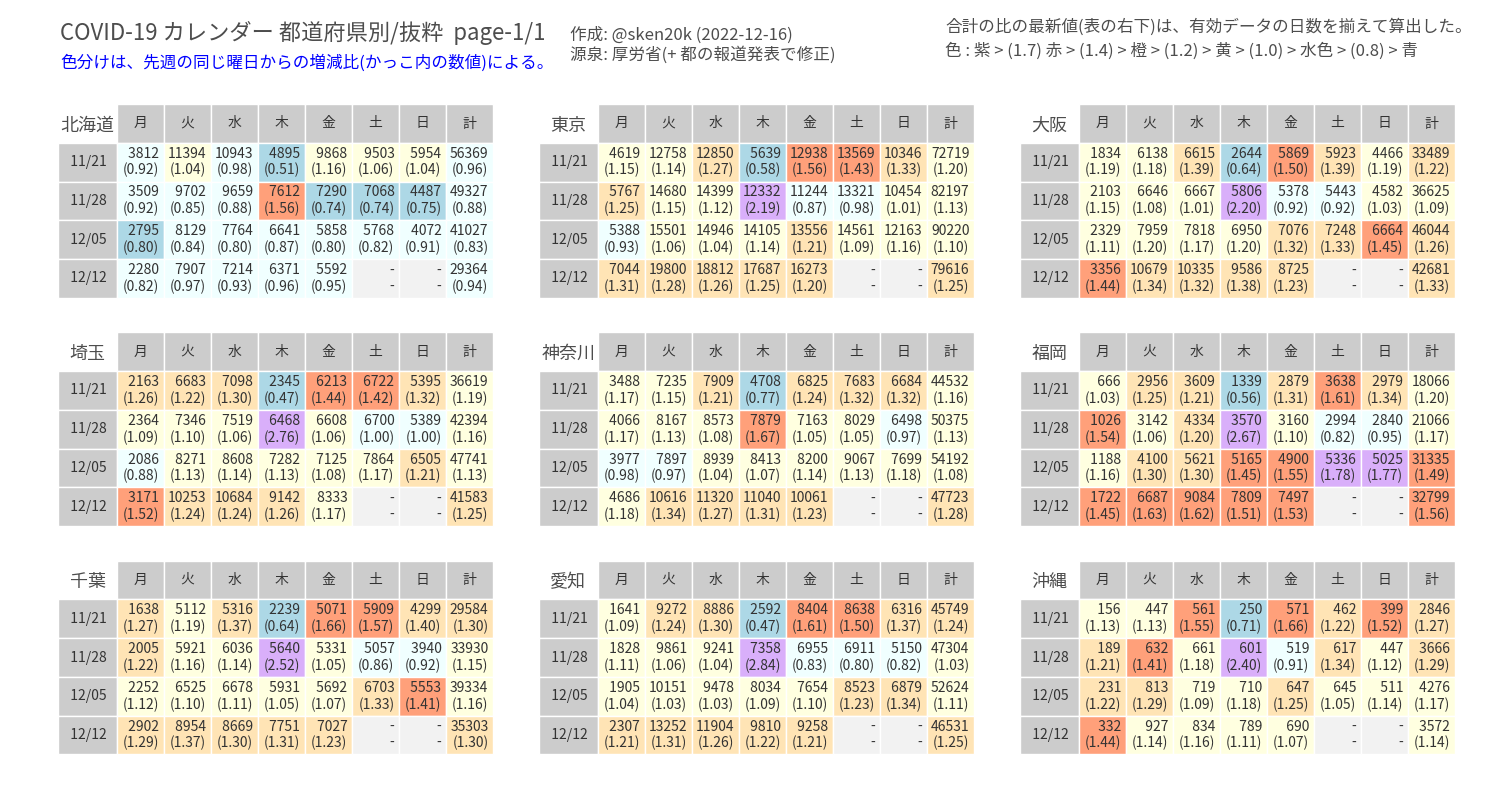 COVID-19 カレンダー 都道府県別/抜粋 page-1/1
色分けは、先週の同じ曜日からの増減比(かっこ内の数値)による。
作成: @sken20k (2022-12-16)
源泉: 厚労省(+ 都の報道発表で修正)
合計の比の最新値(表の右下)は、有効データの日数を揃えて算出した。
色 : 紫 > (1.7) 赤 > (1.4) > 橙 > (1.2) > 黄 > (1.0) > 水色 > (0.8) > 青
北海道 月 火 水 木 金 土 日 計
11/21 3812 11394 10943 4895 9868 9503 5954 56369
(0.92) (1.04) (0.98) (0.51) (1.16) (1.06) (1.04) (0.96)
11/28 3509 9702 9659 7612 7290 7068 4487 49327
(0.92) (0.85) (0.88) (1.56) (0.74) (0.74) (0.75) (0.88)
12/05 2795 8129 7764 6641 5858 5768 4072 41027
(0.80) (0.84) (0.80) (0.87) (0.80) (0.82) (0.91) (0.83)
12/12 2280 7907 7214 6371 5592 - - 29364
(0.82) (0.97) (0.93) (0.96) (0.95) - - (0.94)
東京 月 火 水 木 金 土 日 計
11/21 4619 12758 12850 5639 12938 13569 10346 72719
(1.15) (1.14) (1.27) (0.58) (1.56) (1.43) (1.33) (1.20)
11/28 5767 14680 14399 12332 11244 13321 10454 82197
(1.25) (1.15) (1.12) (2.19) (0.87) (0.98) (1.01) (1.13)
12/05 5388 15501 14946 14105 13556 14561 12163 90220
(0.93) (1.06) (1.04) (1.14) (1.21) (1.09) (1.16) (1.10)
12/12 7044 19800 18812 17687 16273 - - 79616
(1.31) (1.28) (1.26) (1.25) (1.20) - - (1.25)
大阪 月 火 水 木 金 土 日 計
11/21 1834 6138 6615 2644 5869 5923 4466 33489
(1.19) (1.18) (1.39) (0.64) (1.50) (1.39) (1.39) (1.22)
11/28 2103 6646 6667 5806 5378 5443 4582 36625
(1.15) (1.08) (1.01) (2.20) (0.92) (0.92) (1.03) (1.09)
12/05 2329 7959 7818 6950 7076 7248 6664 46044
(1.11) (1.20) (1.17) (1.20) (1.32) (1.33) (1.45) (1.26)
12/12 3356 10679 10335 9586 8725 - - 42681
(1.44) (1.34) (1.32) (1.38) (1.23) - - (1.33)
埼玉 月 火 水 木 金 土 日 計
11/21 2163 6683 7098 2345 6213 6722 5395 36619
(1.26) (1.22) (1.30) (0.47) (1.44) (1.42) (1.32) (1.19)
11/28 2364 7346 7519 6468 6608 6700 5389 42394
(1.09) (1.10) (1.06) (2.76) (1.06) (1.00) (1.00) (1.16)
12/05 2086 8271 8608 7282 7125 7864 6505 47741
(0.88) (1.13) (1.14) (1.13) (1.08) (1.17) (1.21) (1.13)
12/12 3171 10253 10684 9142 8333 - - 41583
(1.52) (1.24) (1.24) (1.26) (1.17) - - (1.25)
神奈川 月 火 水 木 金 土 日 計
11/21 3488 7235 7909 4708 6825 7683 6684 44532
(1.17) (1.15) (1.21) (0.77) (1.24) (1.32) (1.32) (1.16)
11/28 4066 8167 8573 7879 7163 8029 6498 50375
(1.17) (1.13) (1.08) (1.67) (1.05) (1.05) (0.97) (1.13)
12/05 3977 7897 8939 8413 8200 9067 7699 54192
(0.98) (0.97) (1.04) (1.07) (1.14) (1.13) (1.18) (1.08)
12/12 4686 10616 11320 11040 10061 - - 47723
(1.18) (1.34) (1.27) (1.31) (1.23) - - (1.28)
福岡 月 火 水 木 金 土 日 計
11/21 666 2956 3609 1339 2879 3638 2979 18066
(1.03) (1.25) (1.21) (0.56) (1.31) (1.61) (1.34) (1.20)
11/28 1026 3142 4334 3570 3160 2994 2840 21066
(1.54) (1.06) (1.20) (2.67) (1.10) (0.82) (0.95) (1.17)
12/05 1188 4100 5621 5165 4900 5336 5025 31335
(1.16) (1.30) (1.30) (1.45) (1.55) (1.78) (1.77) (1.49)
12/12 1722 6687 9084 7809 7497 - - 32799
(1.45) (1.63) (1.62) (1.51) (1.53) - - (1.56)
千葉 月 火 水 木 金 土 日 計
11/21 1638 5112 5316 2239 5071 5909 4299 29584
(1.27) (1.19) (1.37) (0.64) (1.66) (1.57) (1.40) (1.30)
11/28 2005 5921 6036 5640 5331 5057 3940 33930
(1.22) (1.16) (1.14) (2.52) (1.05) (0.86) (0.92) (1.15)
12/05 2252 6525 6678 5931 5692 6703 5553 39334
(1.12) (1.10) (1.11) (1.05) (1.07) (1.33) (1.41) (1.16)
12/12 2902 8954 8669 7751 7027 - - 35303
(1.29) (1.37) (1.30) (1.31) (1.23) - - (1.30)
愛知 月 火 水 木 金 土 日 計
11/21 1641 9272 8886 2592 8404 8638 6316 45749
(1.09) (1.24) (1.30) (0.47) (1.61) (1.50) (1.37) (1.24)
11/28 1828 9861 9241 7358 6955 6911 5150 47304
(1.11) (1.06) (1.04) (2.84) (0.83) (0.80) (0.82) (1.03)
12/05 1905 10151 9478 8034 7654 8523 6879 52624
(1.04) (1.03) (1.03) (1.09) (1.10) (1.23) (1.34) (1.11)
12/12 2307 13252 11904 9810 9258 - - 46531
(1.21) (1.31) (1.26) (1.22) (1.21) - - (1.25)
沖縄 月 火 水 木 金 土 日 計
11/21 156 447 561 250 571 462 399 2846
(1.13) (1.13) (1.55) (0.71) (1.66) (1.22) (1.52) (1.27)
11/28 189 632 661 601 519 617 447 3666
(1.21) (1.41) (1.18) (2.40) (0.91) (1.34) (1.12) (1.29)
12/05 231 813 719 710 647 645 511 4276
(1.22) (1.29) (1.09) (1.18) (1.25) (1.05) (1.14) (1.17)
12/12 332 927 834 789 690 - - 3572
(1.44) (1.14) (1.16) (1.11) (1.07) - - (1.14)